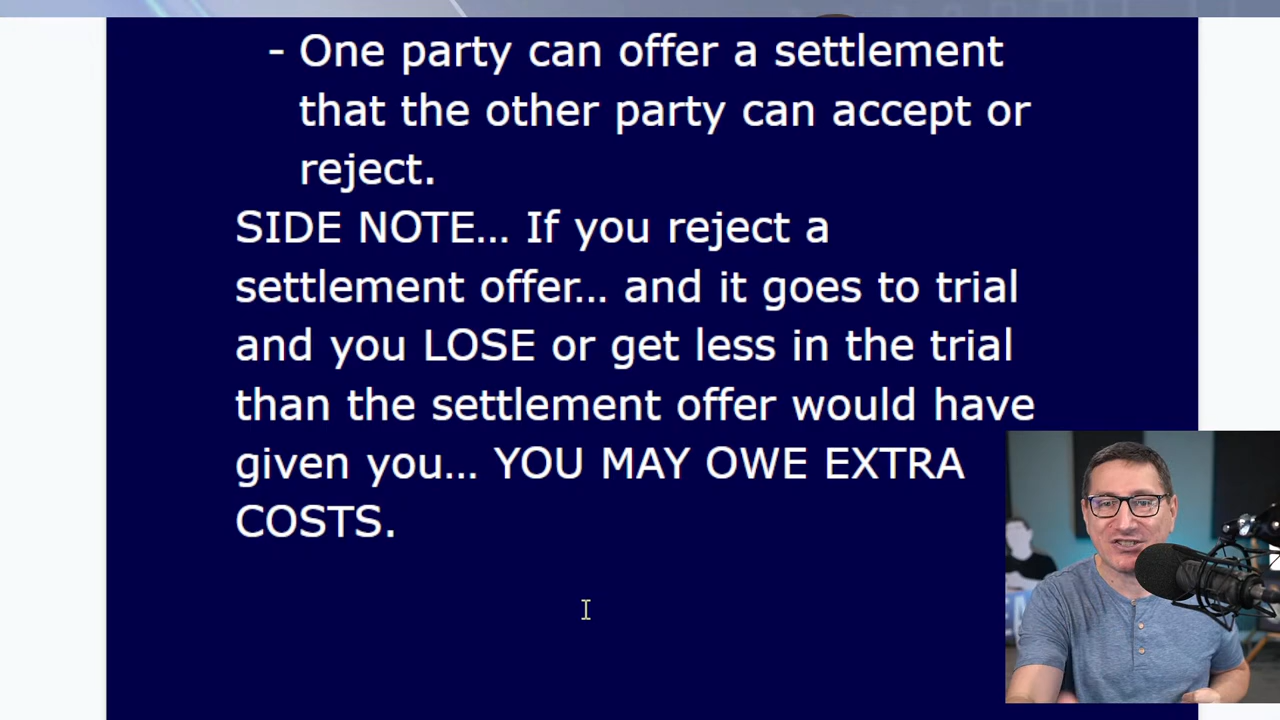 - One party can offer a settlement
that the other party can accept or
reject.
SIDE NOTE... If you reject a
settlement offer... and it goes to trial
and you LOSE or get less in the trial
than the settlement offer would have
given you... YOU MAY OWE EXTRA
COSTS.